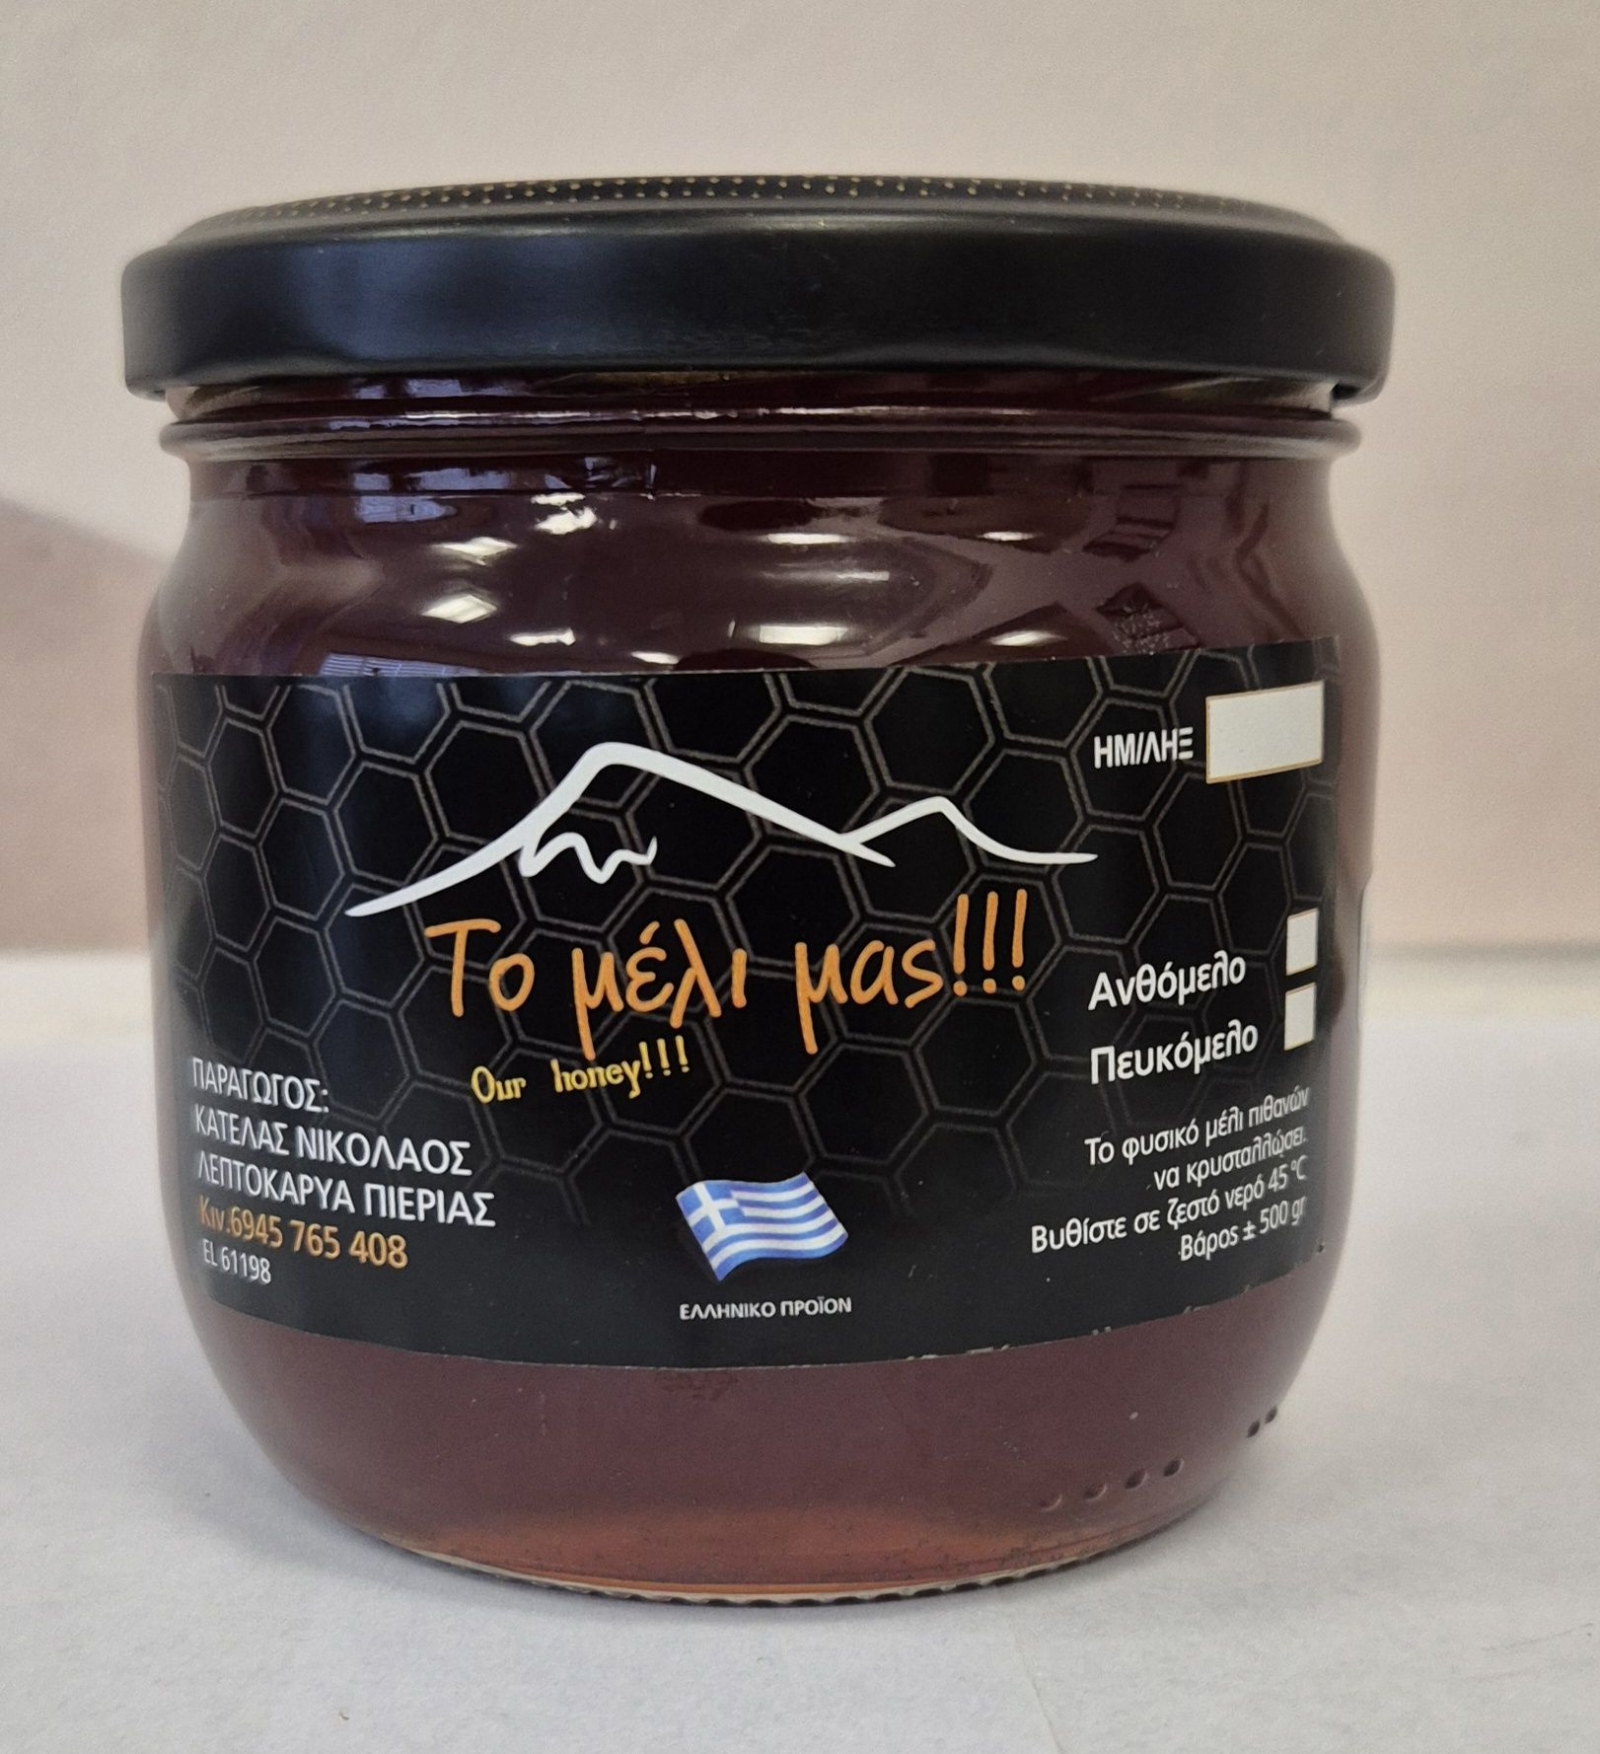 ΗΜ/ΛΗΞ
Το μέλι μας!!!
Our honey!!!
Ανθόμελο
Πευκόμελο
ΠΑΡΑΓΩΓΟΣ:
ΚΑΤΕΛΑΣ ΝΙΚΟΛΑΟΣ
ΛΕΠΤΟΚΑΡΥΑ ΠΙΕΡΙΑΣ
Κιν.6945 765 408
EL 61198
ΕΛΛΗΝΙΚΟ ΠΡΟΪΟΝ
Το φυσικό μέλι πιθανών
να κρυσταλλώσει.
Βυθίστε σε ζεστό νερό 45 °C
Βάρος ± 500 gr